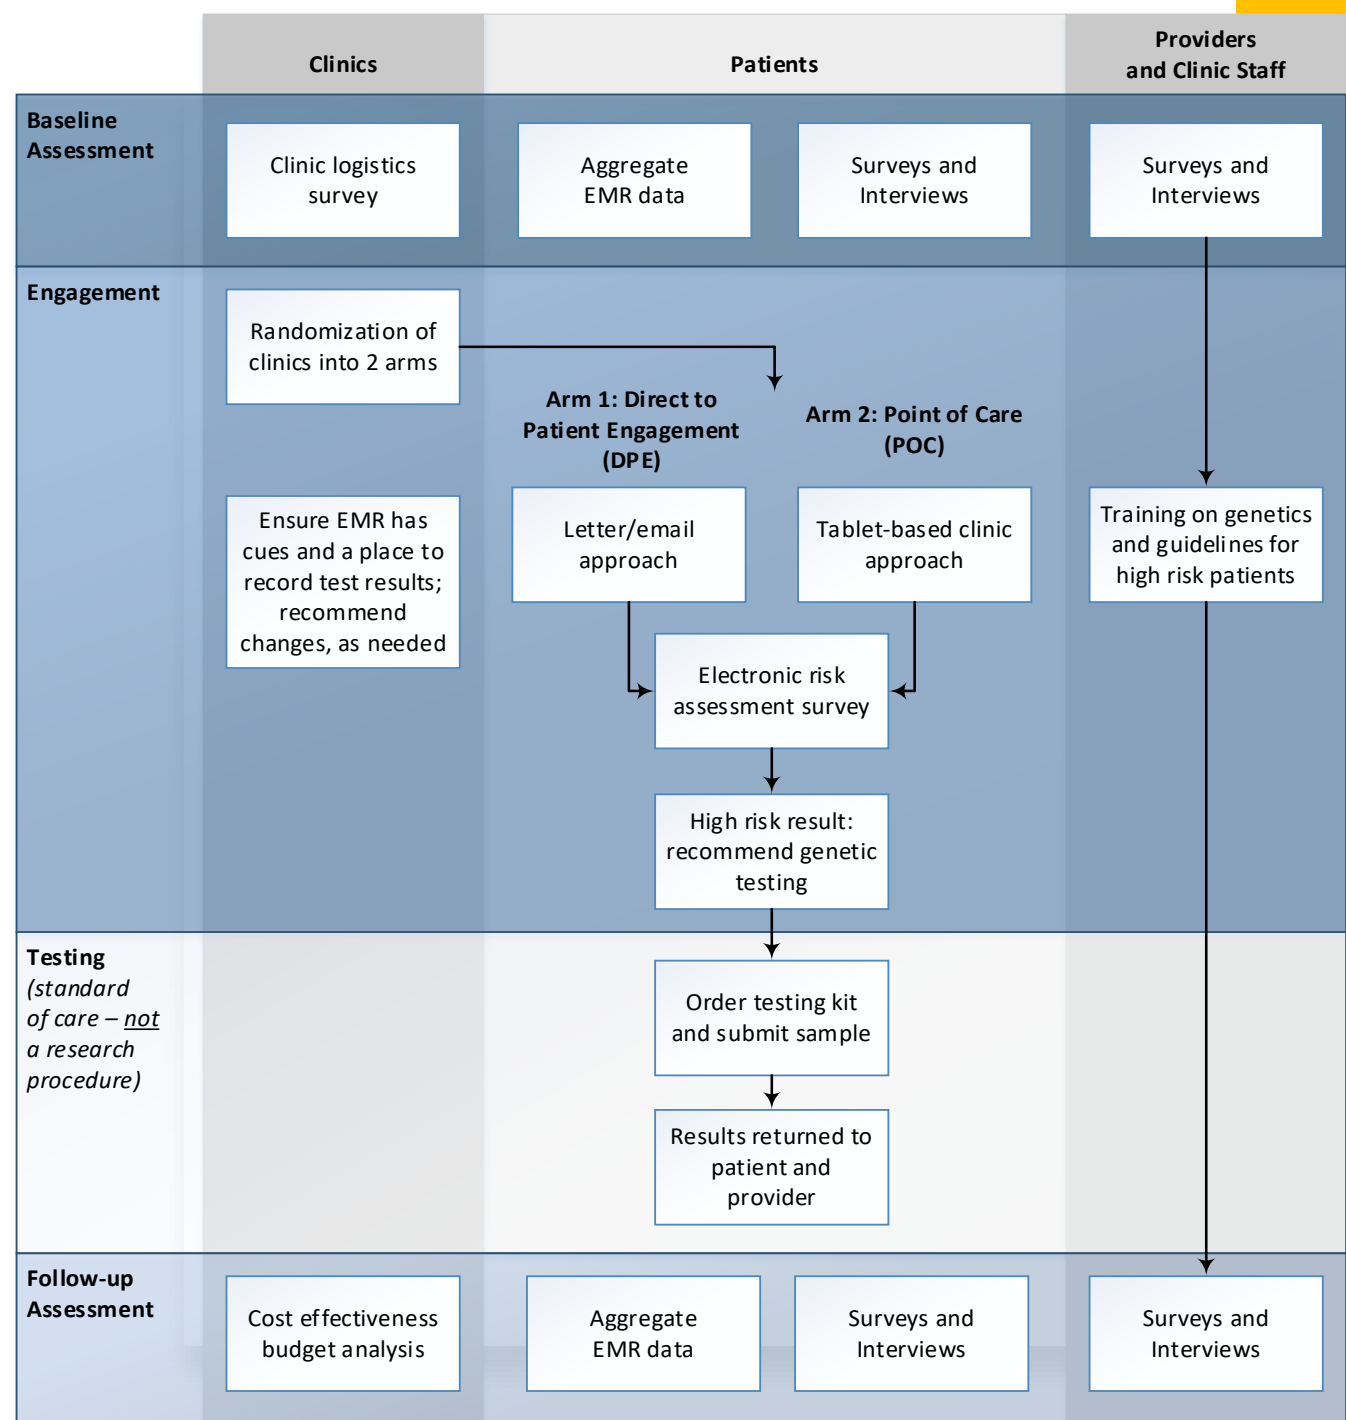 Clinics
Patients
Providers
and Clinic Staff
Baseline
Assessment
Clinic logistics
survey
Aggregate
EMR data
Surveys and
Interviews
Surveys and
Interviews
Engagement
Randomization of
clinics into 2 arms
Arm 1: Direct to
Patient Engagement
(DPE)
Arm 2: Point of Care
(POC)
Ensure EMR has
cues and a place to
record test results;
recommend
changes, as needed
Letter/email
approach
Tablet-based clinic
approach
Training on genetics
and guidelines for
high risk patients
Electronic risk
assessment survey
High risk result:
recommend genetic
testing
Testing
(standard
of care – not
a research
procedure)
Order testing kit
and submit sample
Results returned to
patient and
provider
Follow-up
Assessment
Cost effectiveness
budget analysis
Aggregate
EMR data
Surveys and
Interviews
Surveys and
Interviews